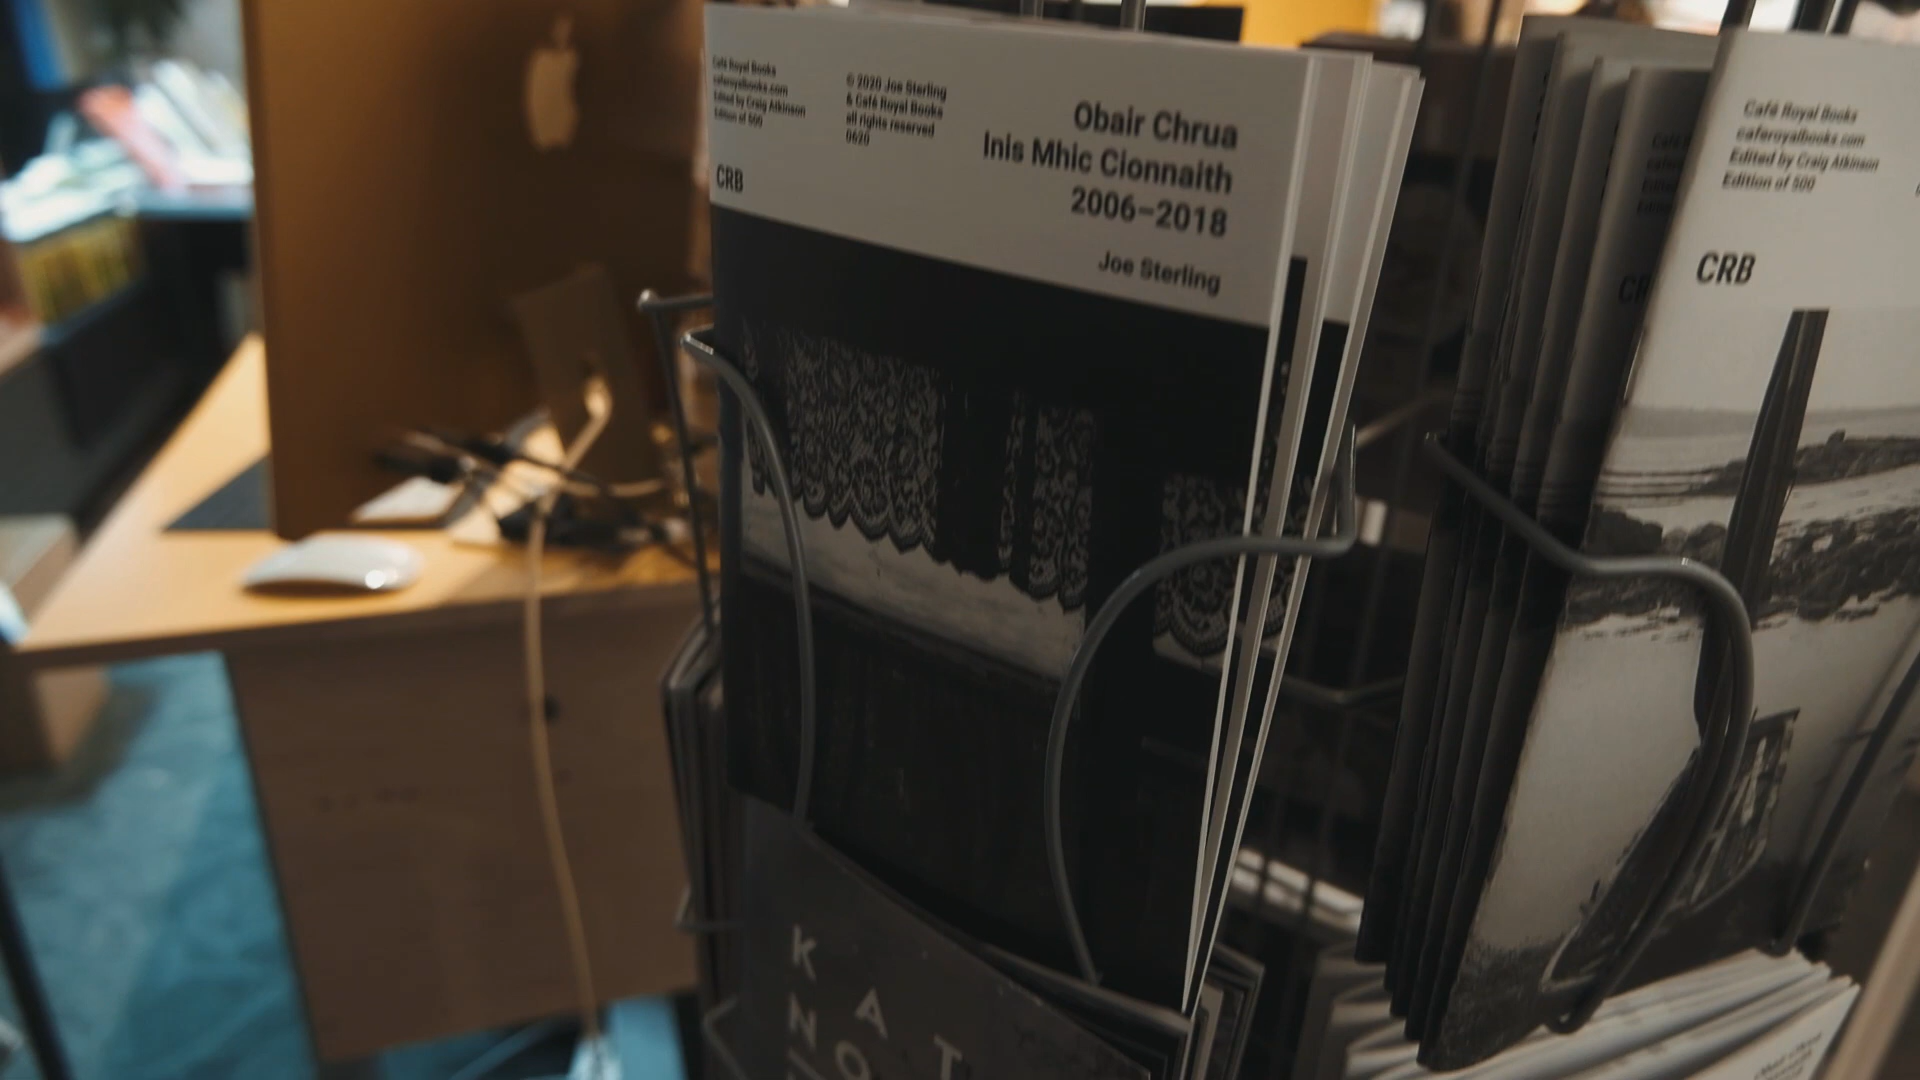 Café Royal Books
caferoyalbooks.com
Edited by Craig Atkinson
Edition of 500
© 2020 Joe Sterling
& Café Royal Books
all rights reserved
0620
CRB
Obair Chrua
Inis Mhic Cionnaith
2006–2018
Joe Sterling
Café Royal Books
caferoyalbooks.com
Edited by Craig Atkinson
Edition of 500
CRB
K A T
N O